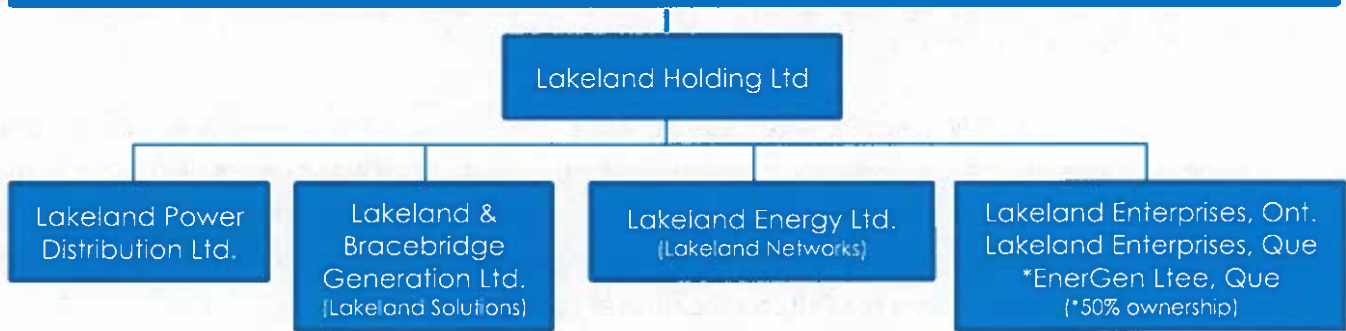 Lakeland Holding Ltd
Lakeland Power
Distribution Ltd.
Lakeland &
Bracebridge
Generation Ltd.
(Lakeland Solutions)
Lakeland Energy Ltd.
(Lakeland Networks)
Lakeland Enterprises, Ont.
Lakeland Enterprises, Que
*EnerGen Ltee, Que
(*50% ownership)